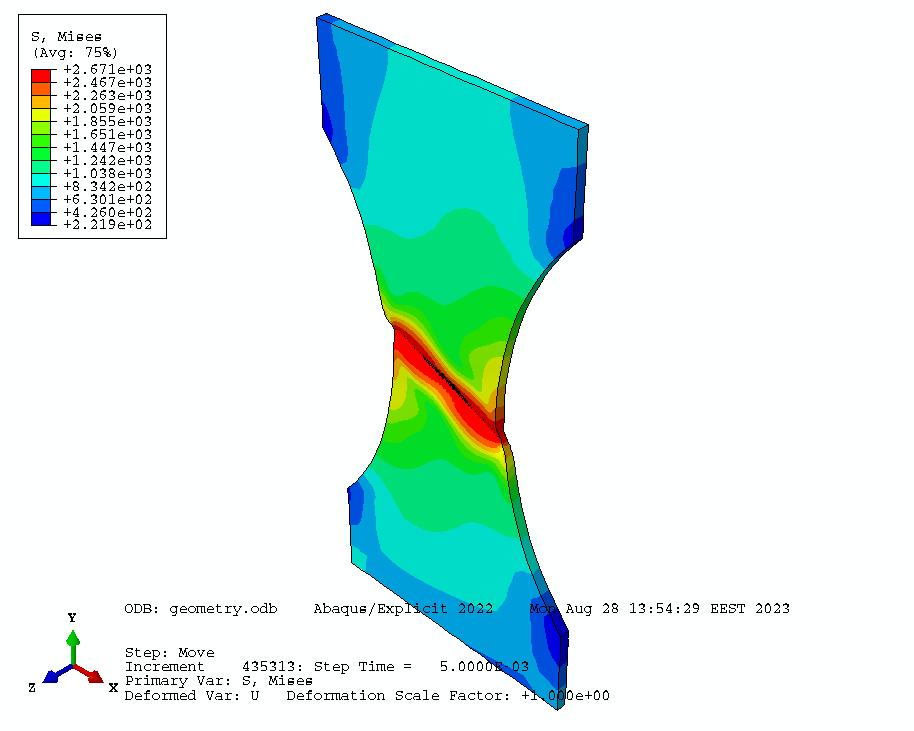 S, Mises
(Avg: 75%)
+2.671e+03
+2.467e+03
+2.263e+03
+2.059e+03
+1.855e+03
+1.651e+03
+1.447e+03
+1.242e+03
+1.038e+03
+8.342e+02
+6.301e+02
+4.260e+02
+2.219e+02
ODB: geometry.odb Abaqus/Explicit 2022 Mon Aug 28 13:54:29 EEST 2023
Y
Z X
Step: Move
Increment 435313: Step Time = 5.0000E-03
Primary Var: S, Mises
Deformed Var: U Deformation Scale Factor: +1.000e+00